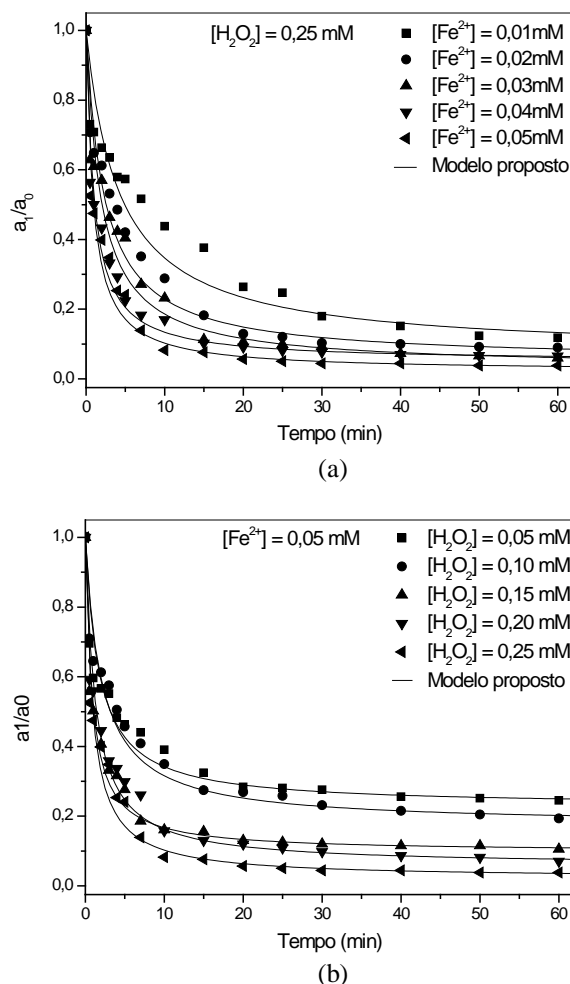 [H₂O₂] = 0,25 mM
[Fe²⁺] = 0,01mM
[Fe²⁺] = 0,02mM
[Fe²⁺] = 0,03mM
[Fe²⁺] = 0,04mM
[Fe²⁺] = 0,05mM
Modelo proposto
a₁/a₀
1,0
0,8
0,6
0,4
0,2
0,0
0 10 20 30 40 50 60
Tempo (min)
(a)
[Fe²⁺] = 0,05 mM
[H₂O₂] = 0,05 mM
[H₂O₂] = 0,10 mM
[H₂O₂] = 0,15 mM
[H₂O₂] = 0,20 mM
[H₂O₂] = 0,25 mM
Modelo proposto
a1/a0
1,0
0,8
0,6
0,4
0,2
0,0
0 10 20 30 40 50 60
Tempo (min)
(b)